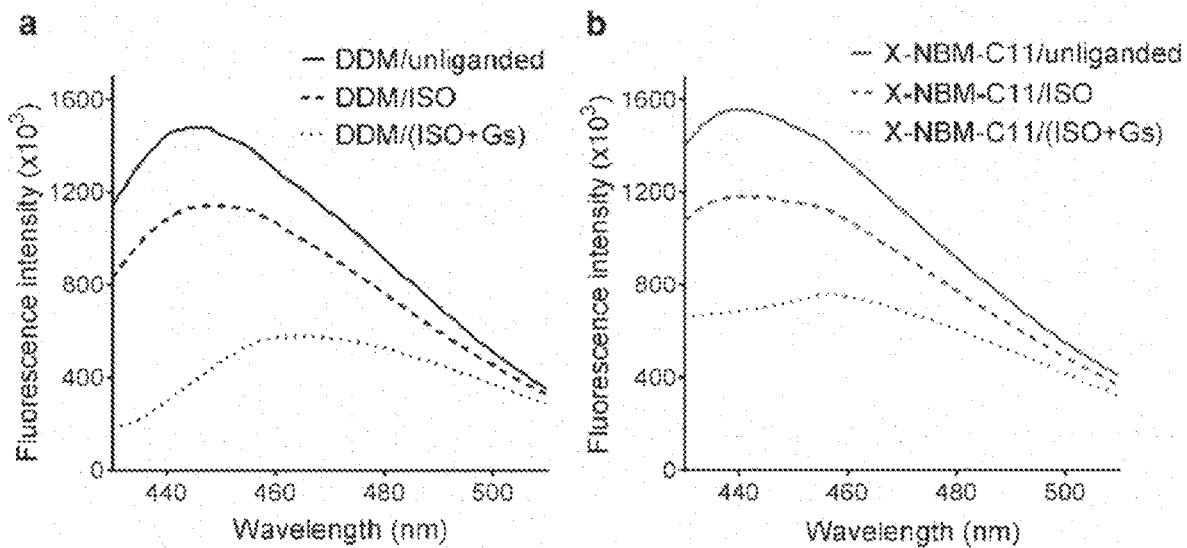 a
DDM/unliganded
DDM/ISO
DDM/(ISO+Gs)
Fluorescence intensity (x10³)
1600
1200
800
400
0
440
460
480
500
Wavelength (nm)
b
X-NBM-C11/unliganded
X-NBM-C11/ISO
X-NBM-C11/(ISO+Gs)
Fluorescence intensity (x10³)
1600
1200
800
400
0
440
460
480
500
Wavelength (nm)